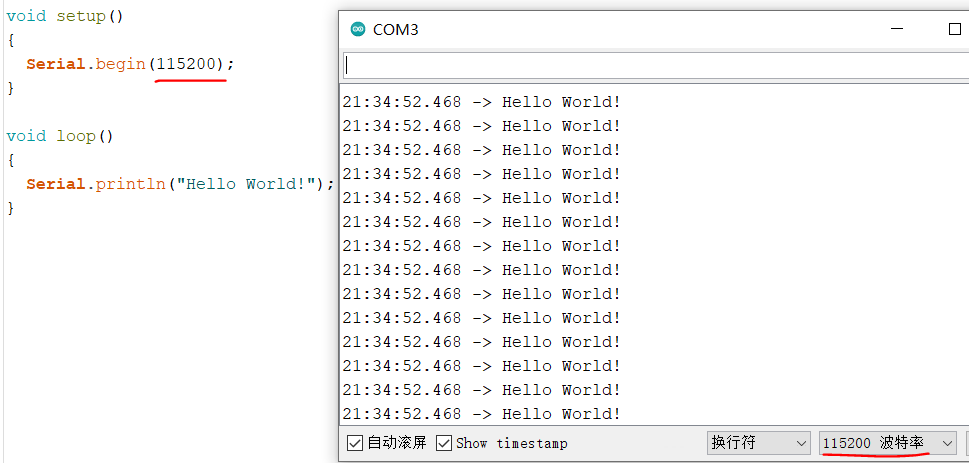 void setup()
{
  Serial.begin(115200);
}
void loop()
{
  Serial.println("Hello World!");
}
COM3
21:34:52.468 -> Hello World!
21:34:52.468 -> Hello World!
21:34:52.468 -> Hello World!
21:34:52.468 -> Hello World!
21:34:52.468 -> Hello World!
21:34:52.468 -> Hello World!
21:34:52.468 -> Hello World!
21:34:52.468 -> Hello World!
21:34:52.468 -> Hello World!
21:34:52.468 -> Hello World!
21:34:52.468 -> Hello World!
21:34:52.468 -> Hello World!
21:34:52.468 -> Hello World!
21:34:52.468 -> Hello World!
自动滚屏 Show timestamp 换行符 115200 波特率